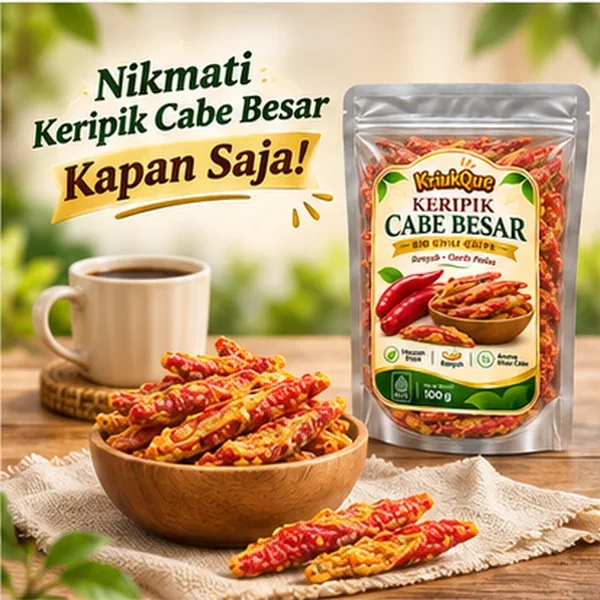 Nikmati
Keripik Cabe Besar
Kapan Saja!
KriukQue
KERIPIK
CABE BESAR
100 g